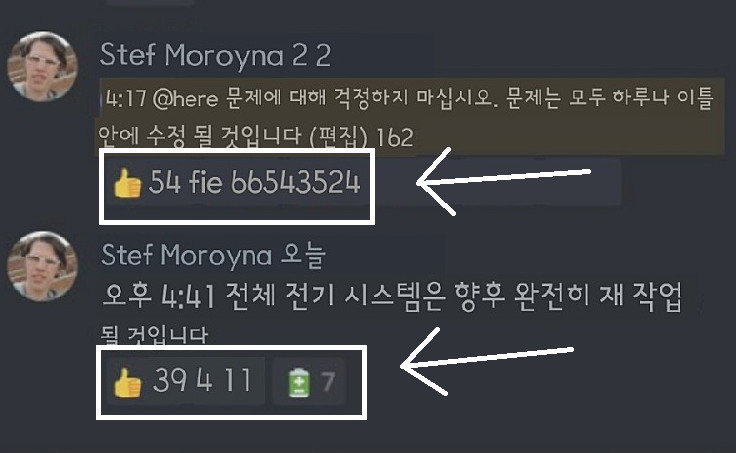 Stef Moroyna 2 2
4:17 @here 문제에 대해 걱정하지 마십시오. 문제는 모두 하루나 이틀
안에 수정 될 것입니다 (편집) 162
54 fie bb543524
Stef Moroyna 오늘
오후 4:41 전체 전기 시스템은 향후 완전히 재 작업
될 것입니다
39 4 11 7